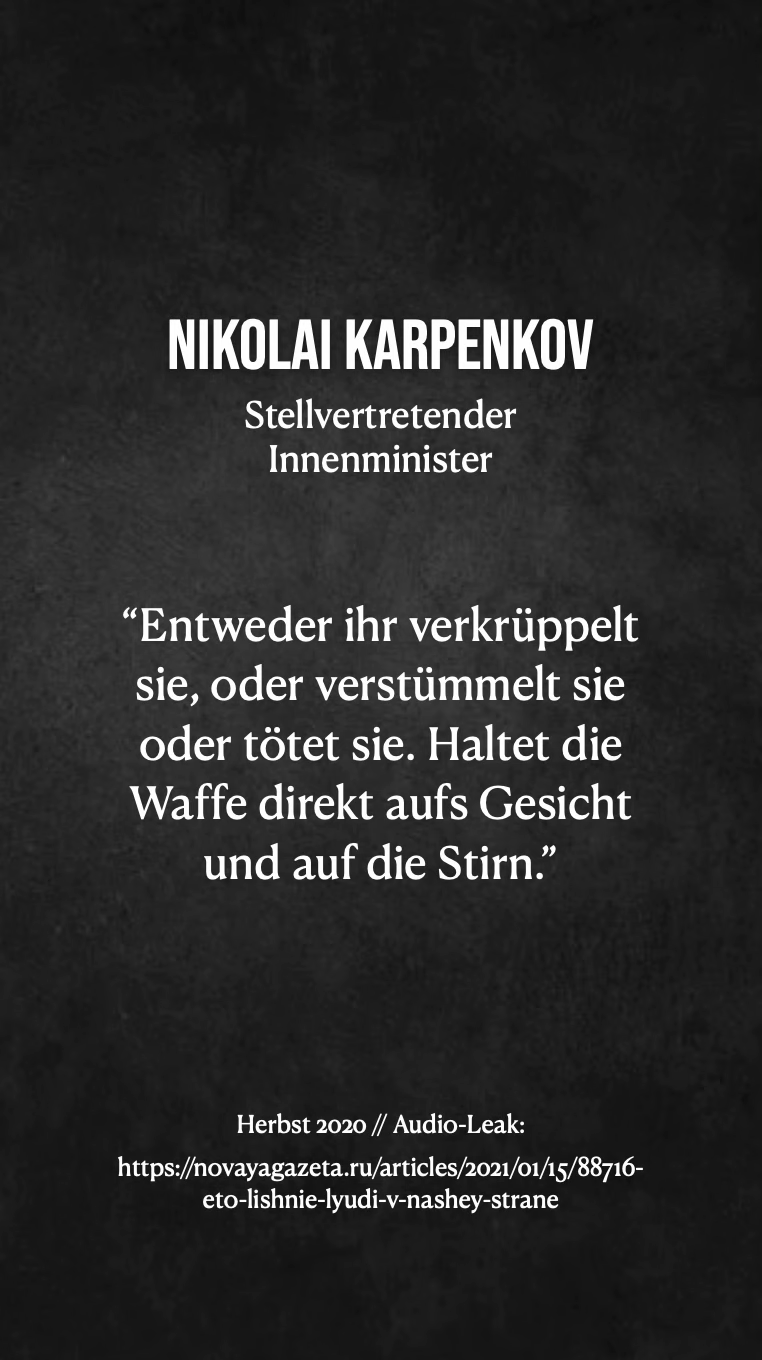 NIKOLAI KARPENKOV
Stellvertretender
Innenminister
“Entweder ihr verkrüppelt
sie, oder verstümmelt sie
oder tötet sie. Haltet die
Waffe direkt aufs Gesicht
und auf die Stirn.”
Herbst 2020 // Audio-Leak:
https://novayagazeta.ru/articles/2021/01/15/88716-
eto-lishnie-lyudi-v-nashey-strane